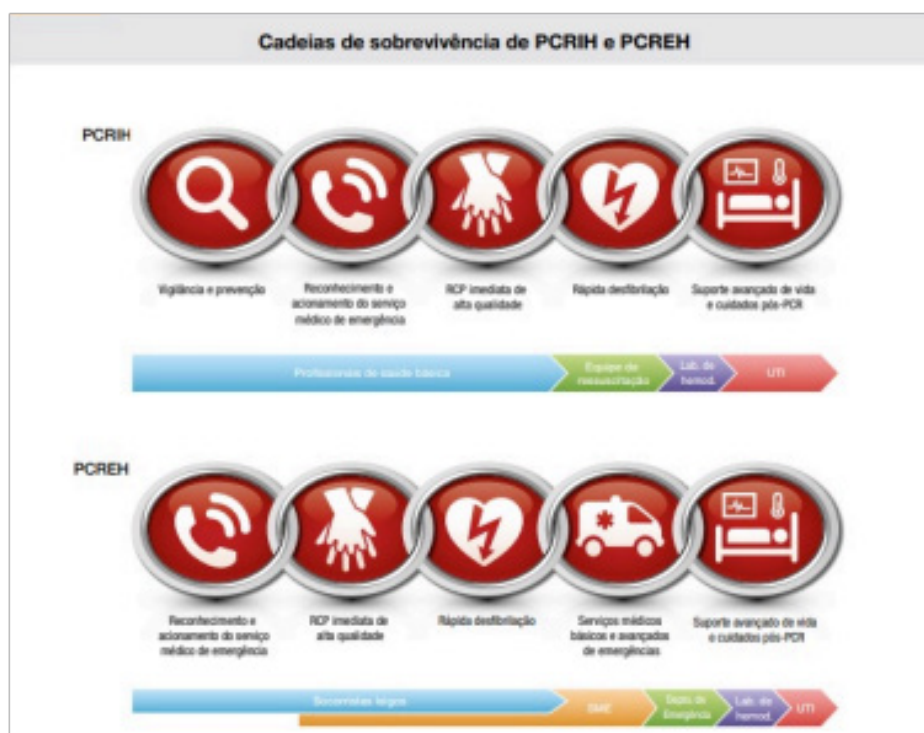 Cadeias de sobrevivência de PCRIH e PCREH
PCRIH
Vigilância e prevenção
Reconhecimento e
acionamento do serviço
médico de emergência
RCP imediata de
alta qualidade
Rápida desfibrilação
Suporte avançado de vida
e cuidados pós-PCR
Profissionais de saúde básica
Equipe de
ressuscitação
Lab. de
hemod.
UTI
PCREH
Reconhecimento e
acionamento do serviço
médico de emergência
RCP imediata de
alta qualidade
Rápida desfibrilação
Serviços médicos
básicos e avançados
de emergências
Suporte avançado de vida
e cuidados pós-PCR
Socorristas leigos
SME
Depto. de
Emergência
Lab. de
hemod.
UTI